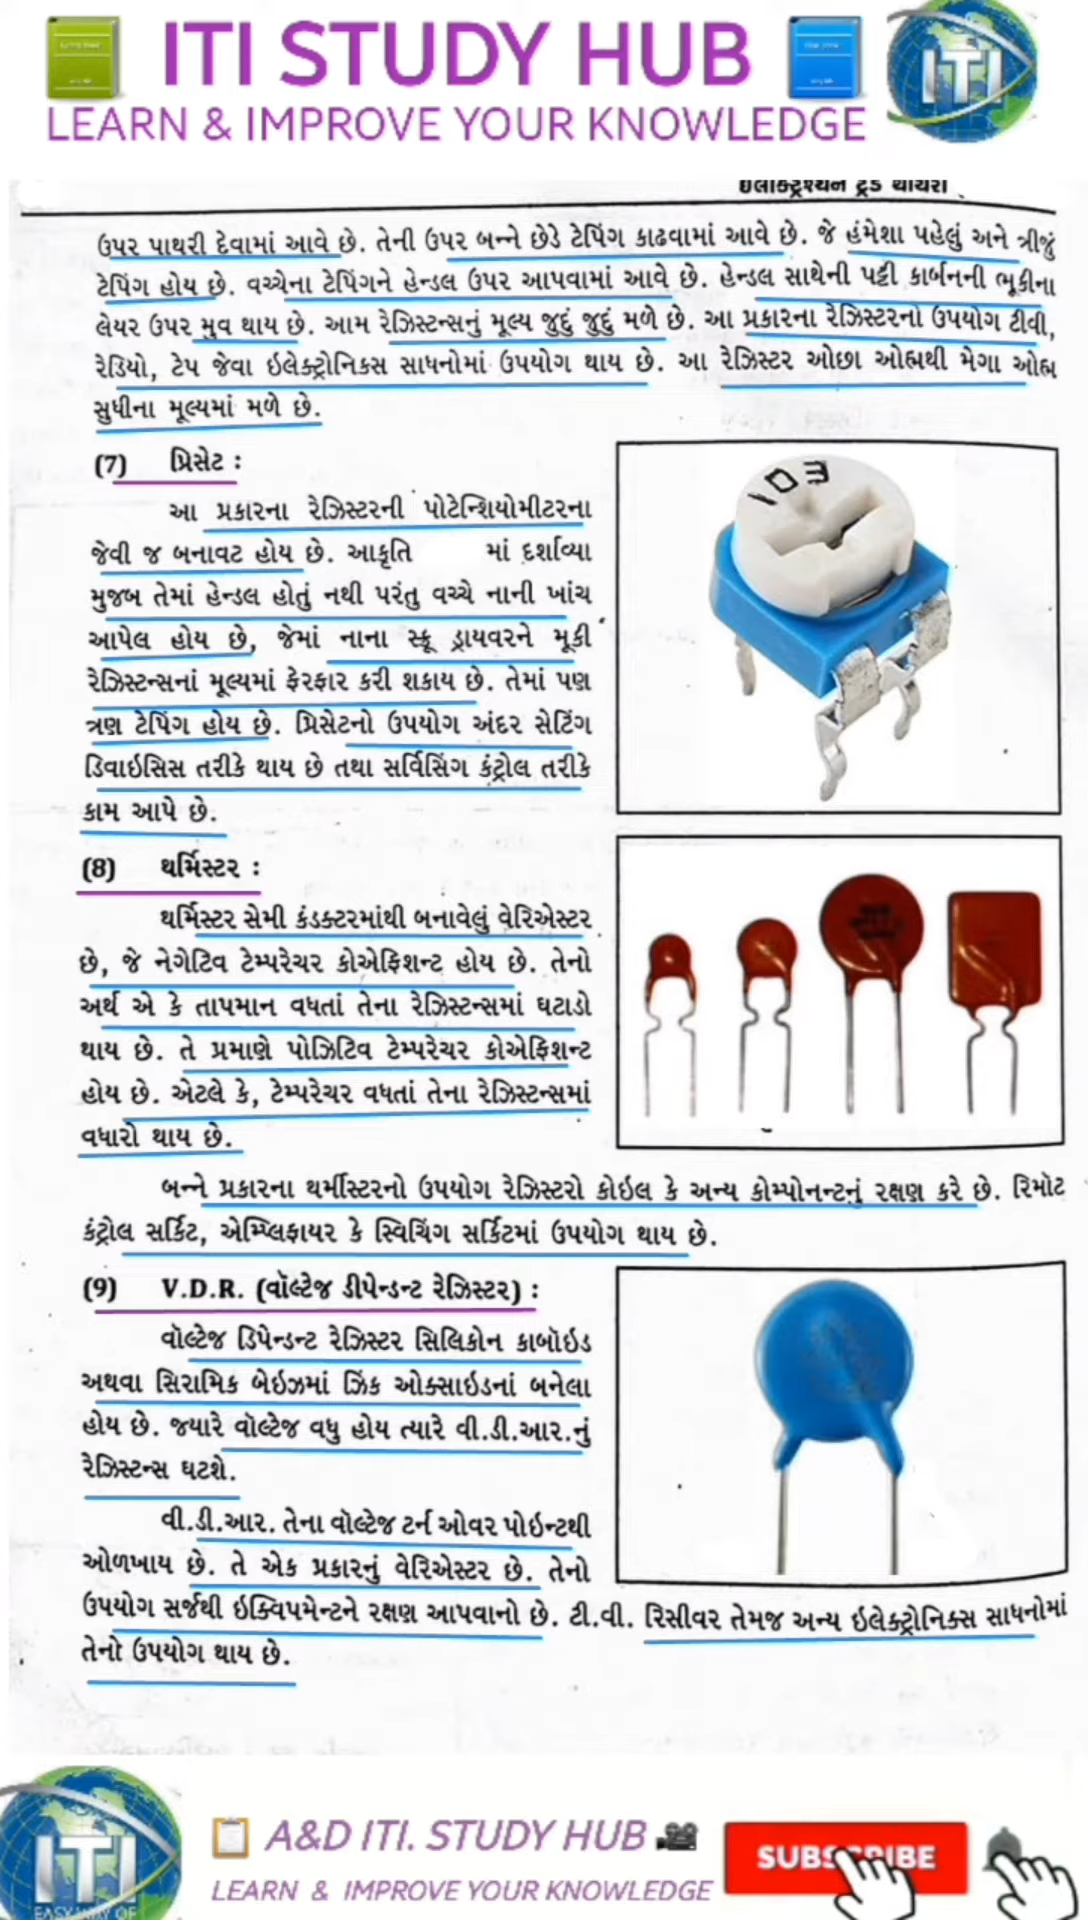 ITI STUDY HUB
LEARN & IMPROVE YOUR KNOWLEDGE
ITI
ઇલેક્ટ્રિશ્યન ટ્રેડ થીયરી
ઉપર પાથરી દેવામાં આવે છે. તેની ઉપર બન્ને છેડે ટેપિંગ કાઢવામાં આવે છે. જે હંમેશા પહેલું અને ત્રીજું
ટેપિંગ હોય છે. વચ્ચેના ટેપિંગને હેન્ડલ ઉપર આપવામાં આવે છે. હેન્ડલ સાથેની પટ્ટી કાર્બનની ભૂકીના
લેયર ઉપર મુવ થાય છે. આમ રેઝિસ્ટન્સનું મૂલ્ય જુદું જુદું મળે છે. આ પ્રકારના રેઝિસ્ટરનો ઉપયોગ ટીવી,
રેડિયો, ટેપ જેવા ઇલેક્ટ્રોનિકસ સાધનોમાં ઉપયોગ થાય છે. આ રેઝિસ્ટર ઓછા ઓહ્મથી મેગા ઓહ્મ
સુધીના મૂલ્યમાં મળે છે.
(7) પ્રિસેટ :
આ પ્રકારના રેઝિસ્ટરની પોટેન્શિયોમીટરના
જેવી જ બનાવટ હોય છે. આકૃતિ માં દર્શાવ્યા
મુજબ તેમાં હેન્ડલ હોતું નથી પરંતુ વચ્ચે નાની ખાંચ
આપેલ હોય છે, જેમાં નાના સ્ક્રૂ ડ્રાયવરને મૂકી
રેઝિસ્ટન્સનાં મૂલ્યમાં ફેરફાર કરી શકાય છે. તેમાં પણ
ત્રણ ટેપિંગ હોય છે. પ્રિસેટનો ઉપયોગ અંદર સેટિંગ
ડિવાઇસિસ તરીકે થાય છે તથા સર્વિસિંગ કંટ્રોલ તરીકે
કામ આપે છે.
103
(8) થર્મિસ્ટર :
થર્મિસ્ટર સેમી કંડક્ટરમાંથી બનાવેલું વેરિએસ્ટર
છે, જે નેગેટિવ ટેમ્પરેચર કોએફિશન્ટ હોય છે. તેનો
અર્થ એ કે તાપમાન વધતાં તેના રેઝિસ્ટન્સમાં ઘટાડો
થાય છે. તે પ્રમાણે પોઝિટિવ ટેમ્પરેચર કોએફિશન્ટ
હોય છે. એટલે કે, ટેમ્પરેચર વધતાં તેના રેઝિસ્ટન્સમાં
વધારો થાય છે.
બન્ને પ્રકારના થર્મીસ્ટરનો ઉપયોગ રેઝિસ્ટરો કોઇલ કે અન્ય કોમ્પોનન્ટનું રક્ષણ કરે છે. રિમોટ
કંટ્રોલ સર્કિટ, એમ્પ્લિફાયર કે સ્વિચિંગ સર્કિટમાં ઉપયોગ થાય છે.
(9) V.D.R. (વૉલ્ટેજ ડીપેન્ડન્ટ રેઝિસ્ટર) :
વૉલ્ટેજ ડિપેન્ડન્ટ રેઝિસ્ટર સિલિકોન કાર્બોઇડ
અથવા સિરામિક બેઇઝમાં ઝિંક ઓક્સાઇડનાં બનેલા
હોય છે. જ્યારે વૉલ્ટેજ વધુ હોય ત્યારે વી.ડી.આર.નું
રેઝિસ્ટન્સ ઘટશે.
વી.ડી.આર. તેના વૉલ્ટેજ ટર્ન ઓવર પોઇન્ટથી
ઓળખાય છે. તે એક પ્રકારનું વેરિએસ્ટર છે. તેનો
ઉપયોગ સર્જથી ઇક્વિપમેન્ટને રક્ષણ આપવાનો છે. ટી.વી. રિસીવર તેમજ અન્ય ઇલેક્ટ્રોનિક્સ સાધનોમાં
તેનો ઉપયોગ થાય છે.
ITI
EASY WAY OF
A&D ITI. STUDY HUB
LEARN & IMPROVE YOUR KNOWLEDGE
SUBSCRIBE